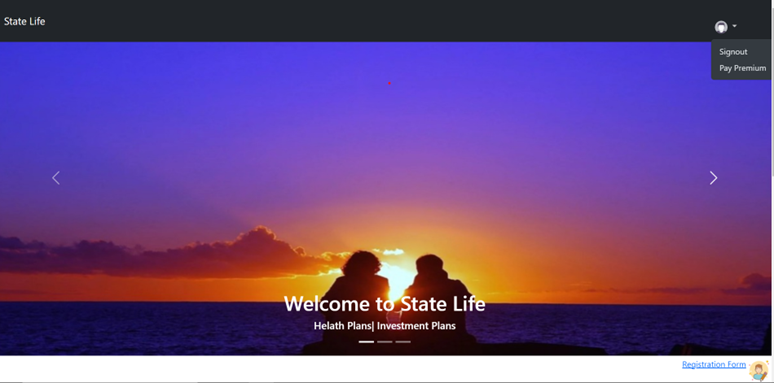 State Life
Signout
Pay Premium
Welcome to State Life
Helath Plans| Investment Plans
Registration Form